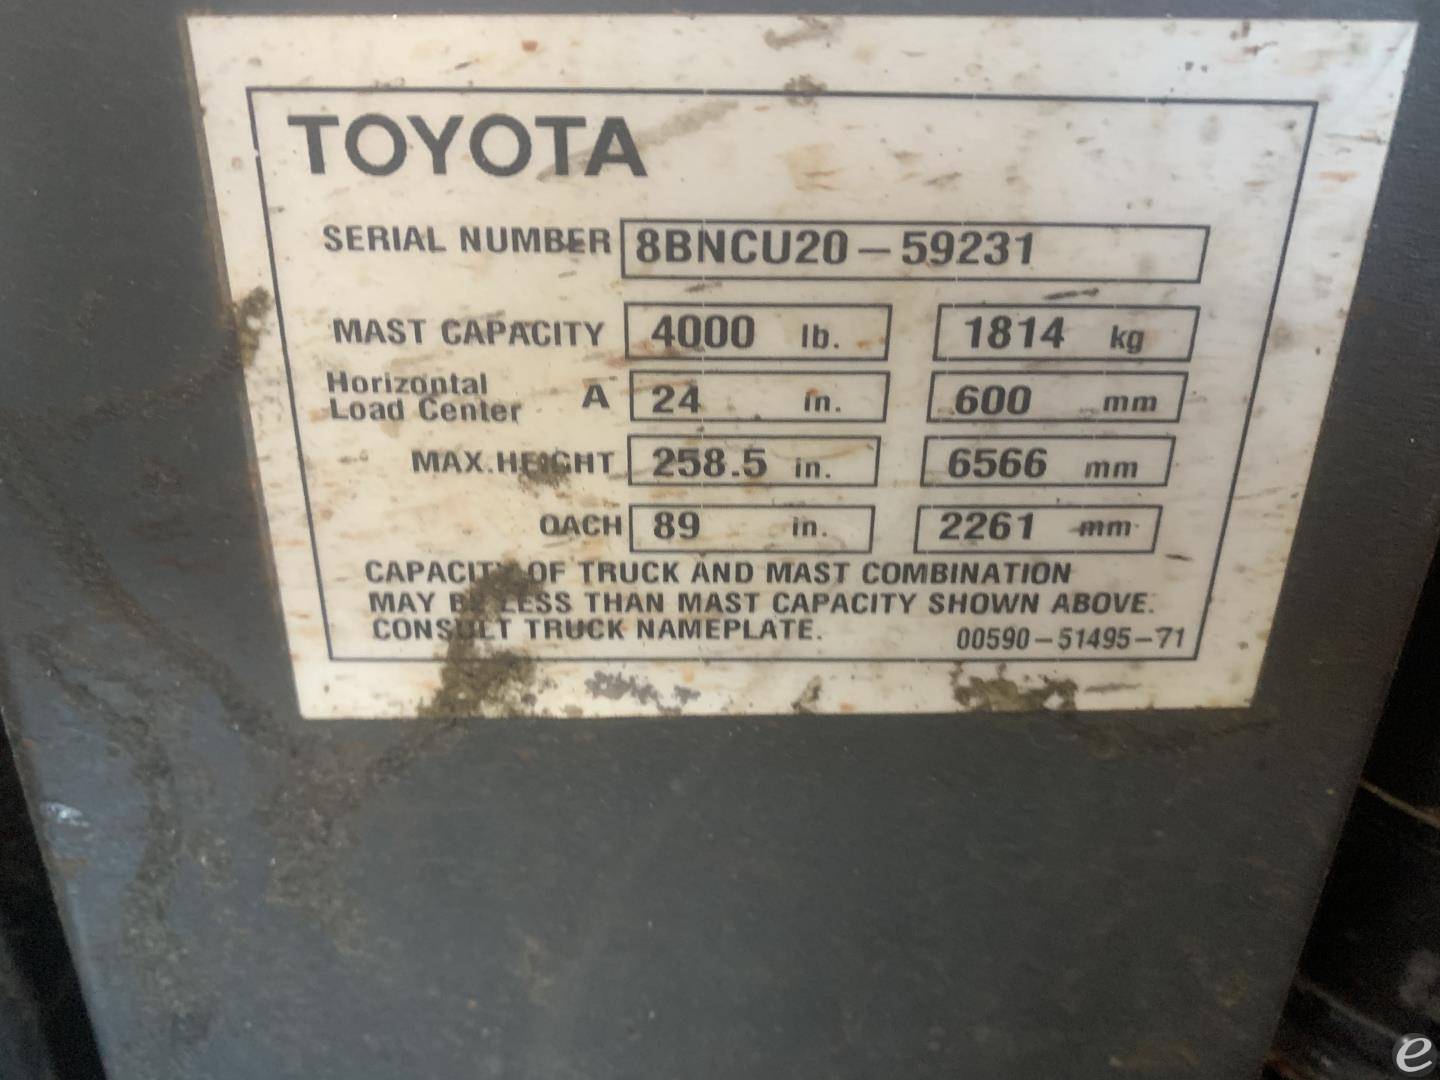 TOYOTA
SERIAL NUMBER 8BNCU20-59231
MAST CAPACITY 4000 lb. 1814 kg
Horizontal
Load Center A 24 in. 600 mm
MAX.HEIGHT 258.5 in. 6566 mm
OACH 89 in. 2261 mm
CAPACITY OF TRUCK AND MAST COMBINATION
MAY BE LESS THAN MAST CAPACITY SHOWN ABOVE.
CONSULT TRUCK NAMEPLATE. 00590-51495-71
e